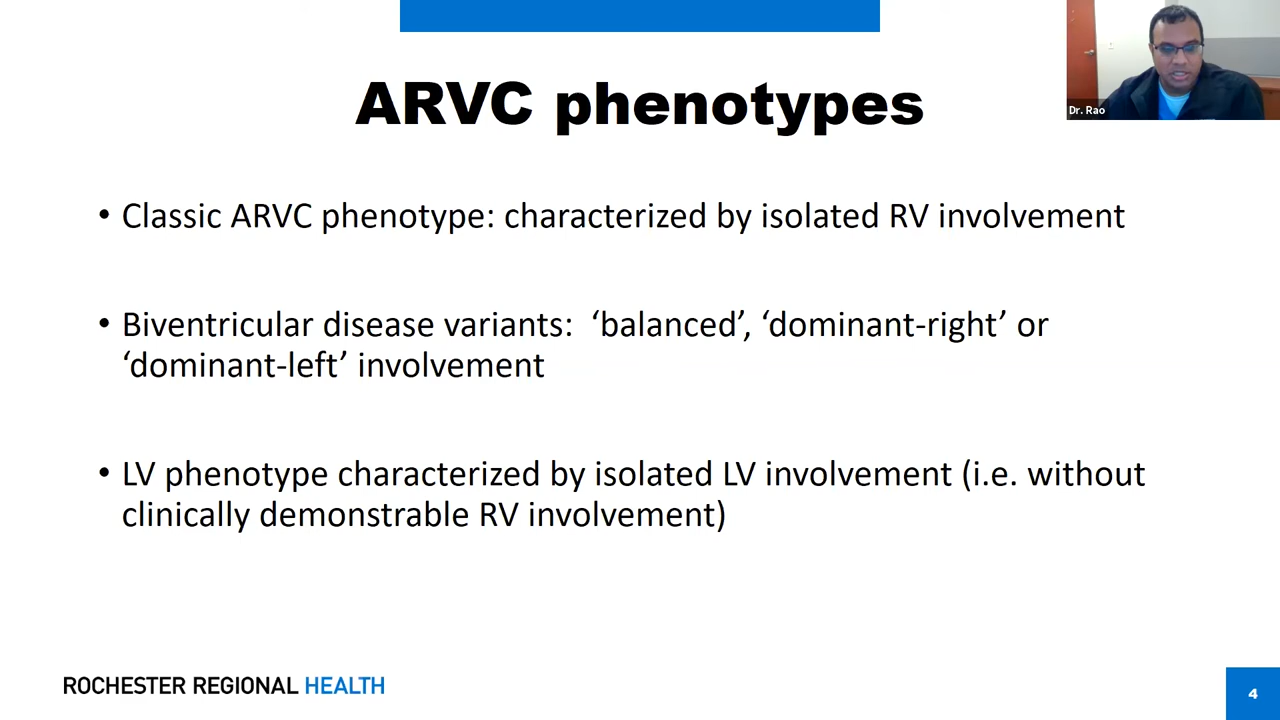 Dr. Rao
ARVC phenotypes
• Classic ARVC phenotype: characterized by isolated RV involvement
• Biventricular disease variants:  ‘balanced’, ‘dominant-right’ or
‘dominant-left’ involvement
• LV phenotype characterized by isolated LV involvement (i.e. without
clinically demonstrable RV involvement)
ROCHESTER REGIONAL HEALTH
4